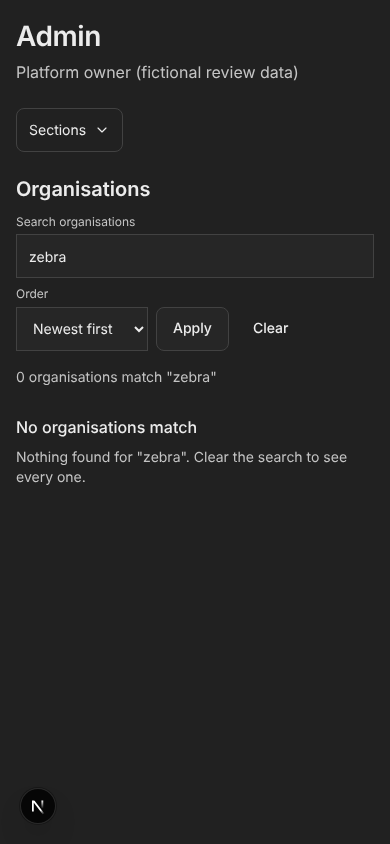 Admin
Platform owner (fictional review data)
Sections
Organisations
Search organisations
zebra
Order
Newest first
Apply
Clear
0 organisations match "zebra"
No organisations match
Nothing found for "zebra". Clear the search to see
every one.
N